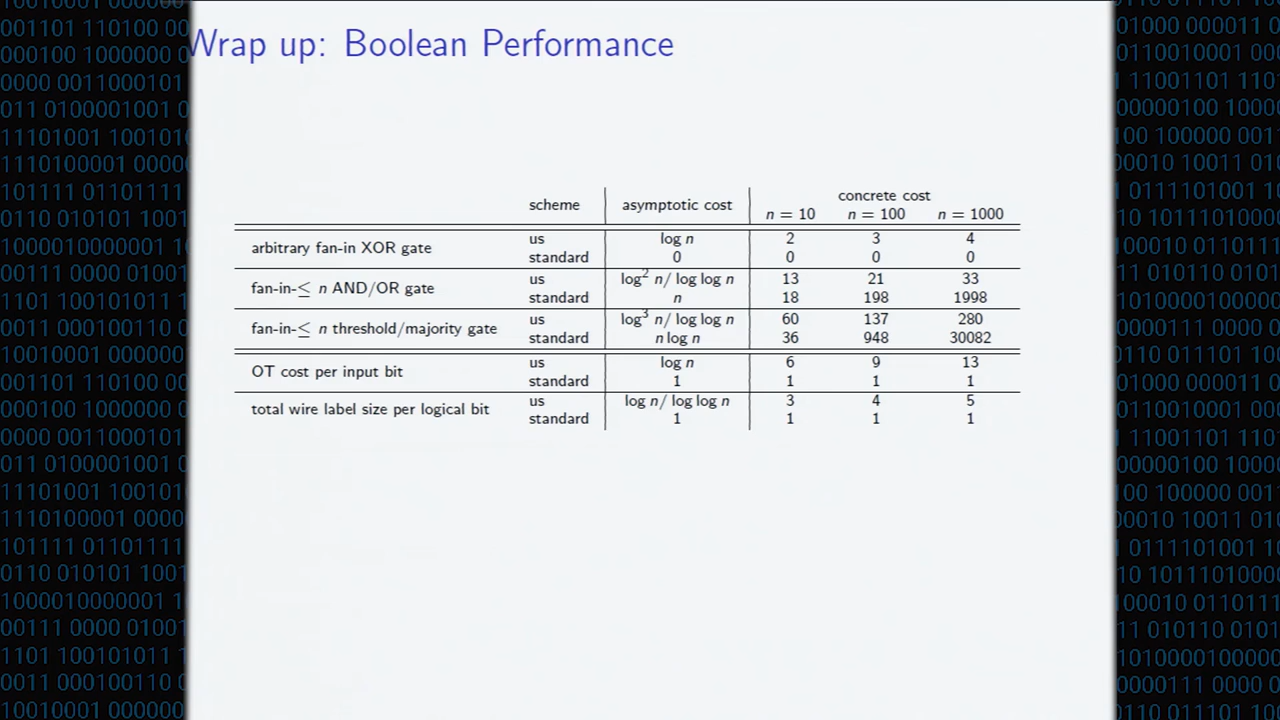 Wrap up: Boolean Performance
scheme asymptotic cost concrete cost
n = 10 n = 100 n = 1000
arbitrary fan-in XOR gate us log n 2 3 4
standard 0 0 0 0
fan-in-≤ n AND/OR gate us log² n/ log log n 13 21 33
standard n 18 198 1998
fan-in-≤ n threshold/majority gate us log³ n/ log log n 60 137 280
standard n log n 36 948 30082
OT cost per input bit us log n 6 9 13
standard 1 1 1 1
total wire label size per logical bit us log n/ log log n 3 4 5
standard 1 1 1 1